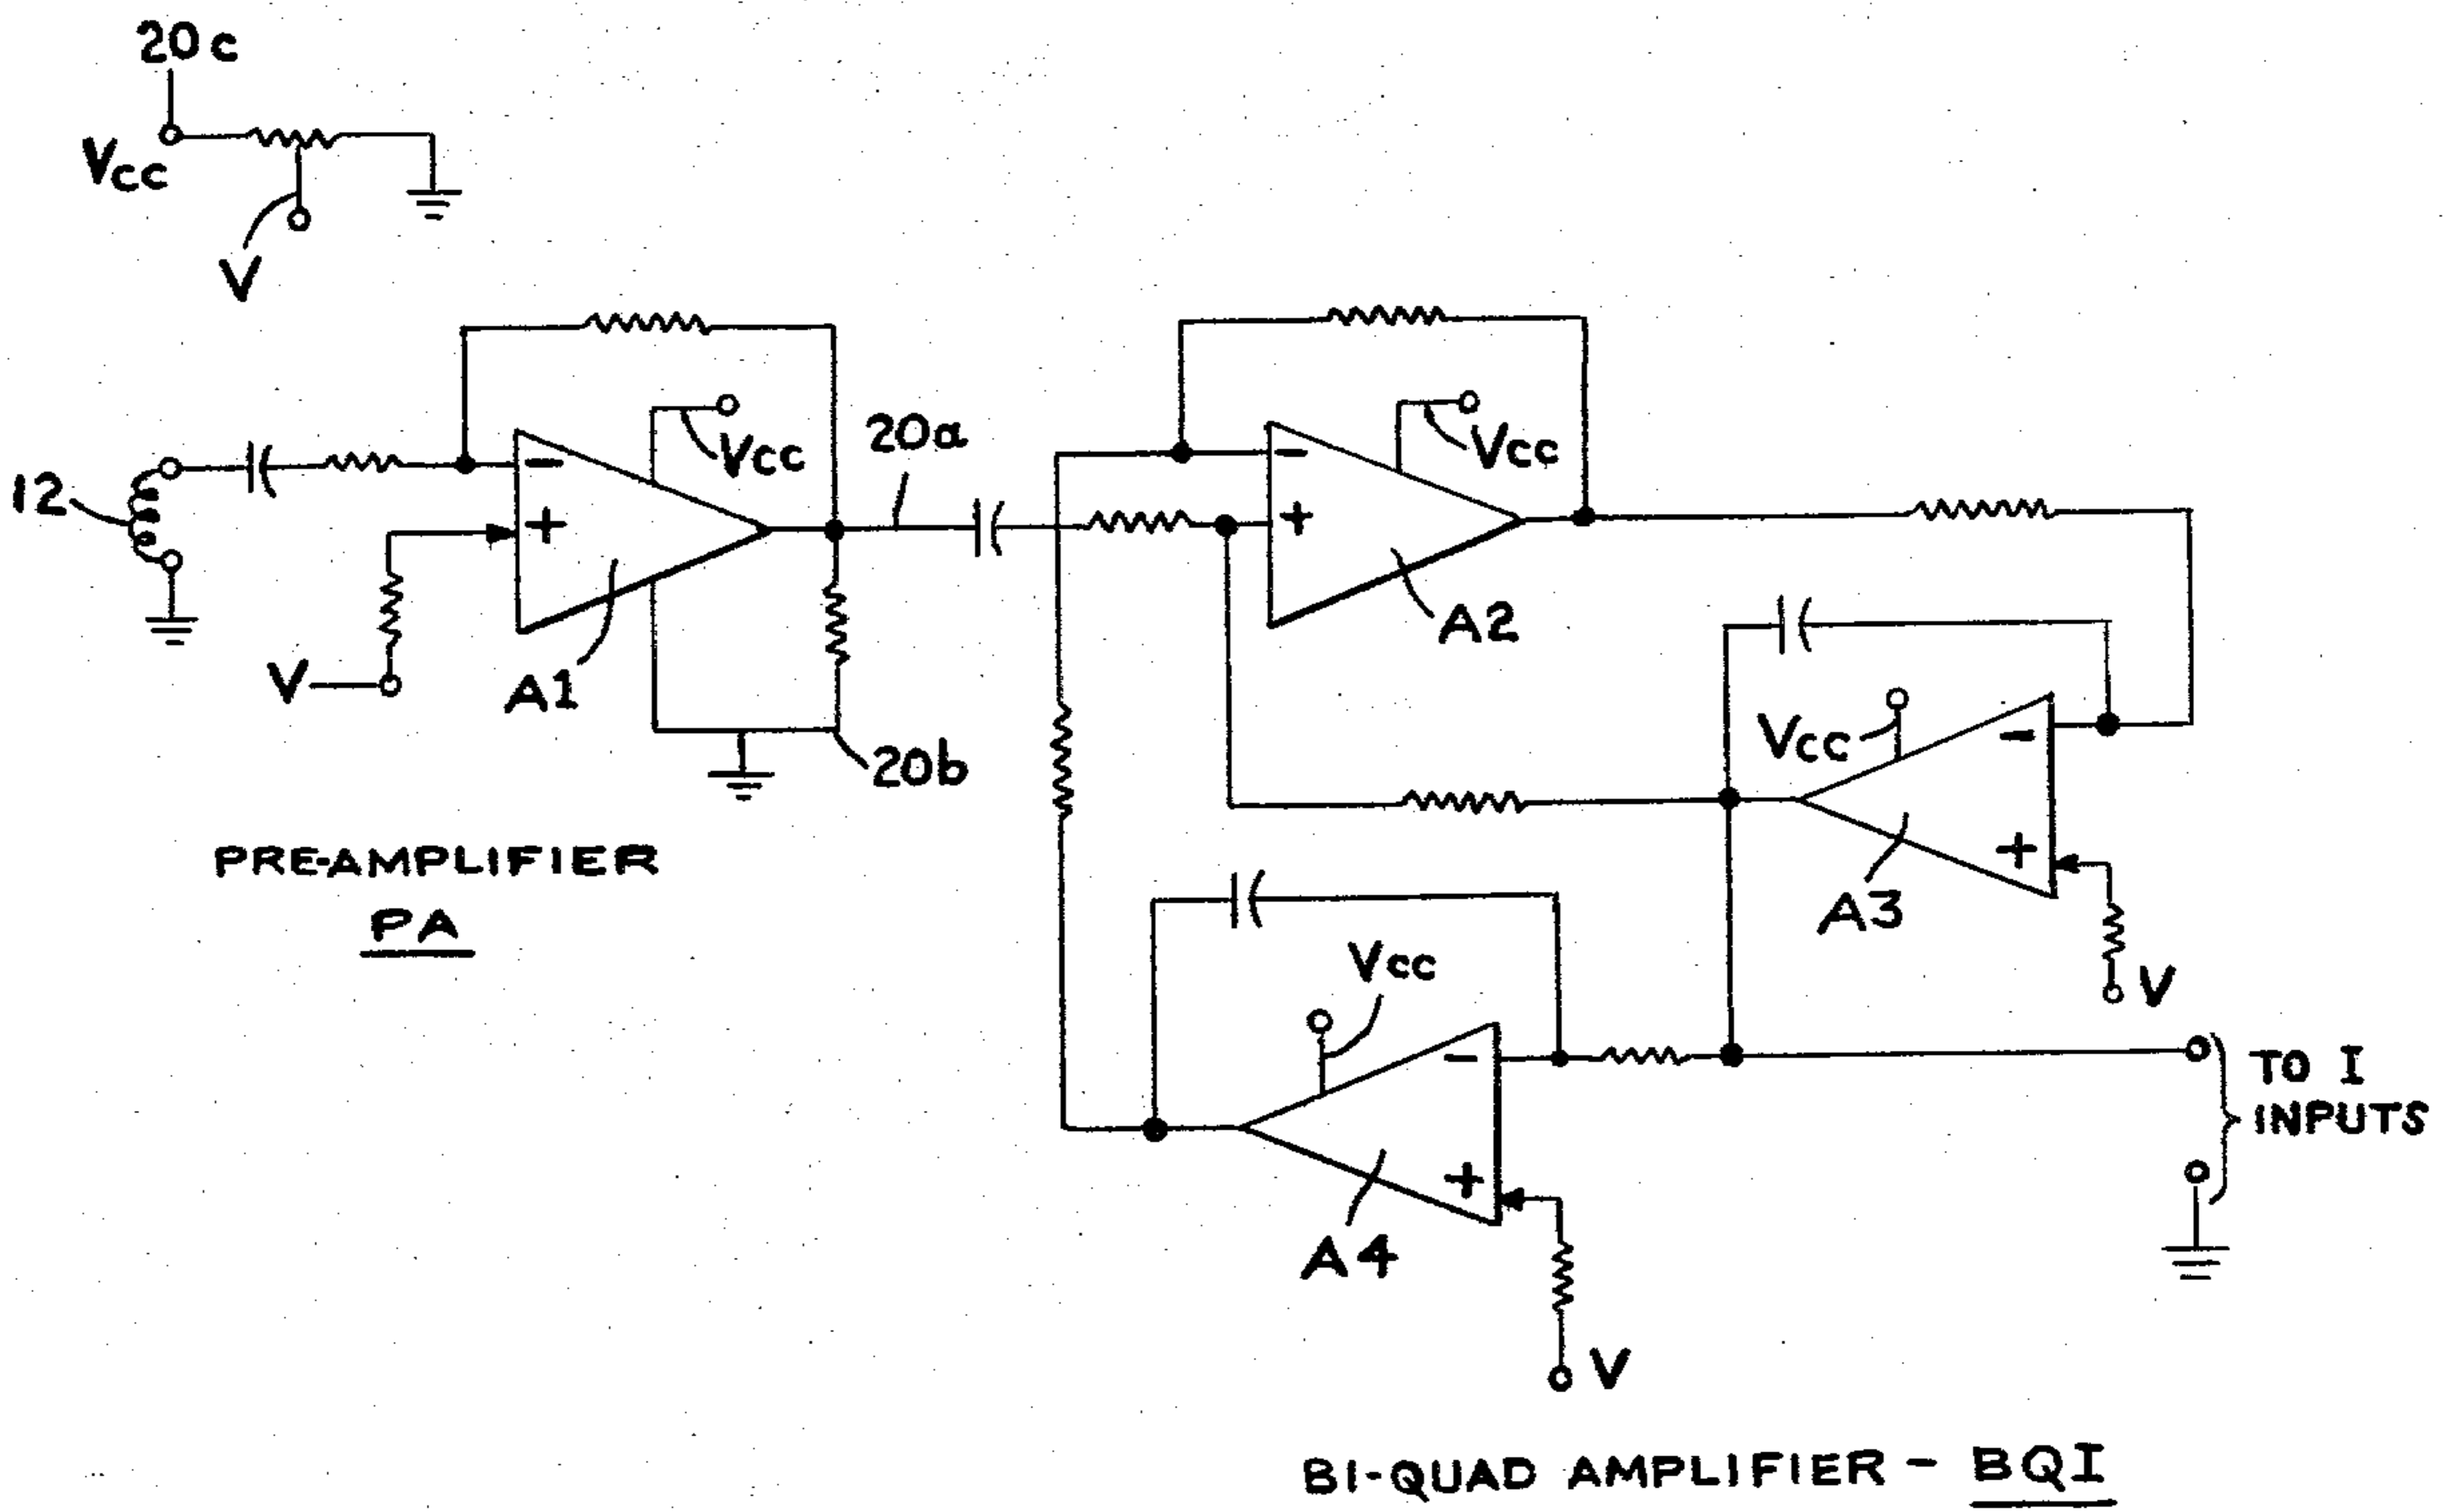 20c
Vcc
V
12
-
+
Vcc
A1
V
20a
20b
PRE-AMPLIFIER
PA
-
+
Vcc
A2
Vcc
-
+
A3
V
Vcc
-
+
A4
V
TO I
INPUTS
BI-QUAD AMPLIFIER - BQI